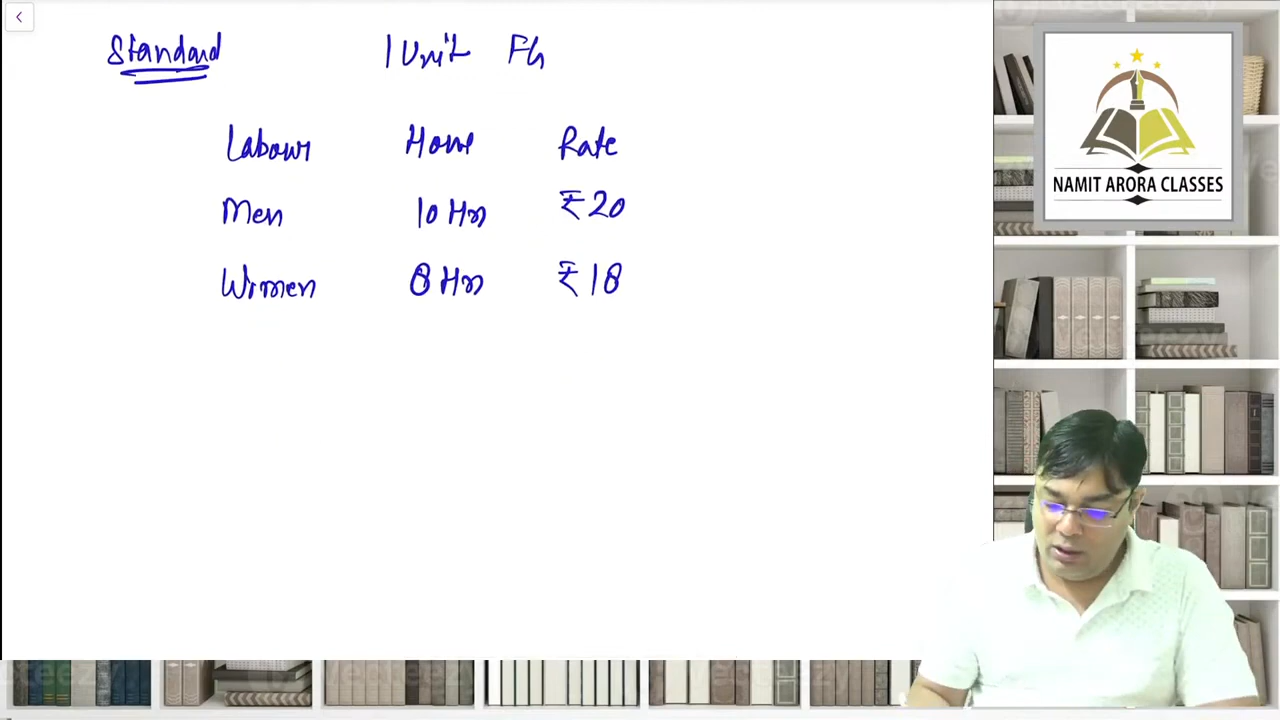 Standard 1 Unit FG
Labour Hour Rate
Men 10 Hrs ₹20
Women 8 Hrs ₹18
NAMIT ARORA CLASSES